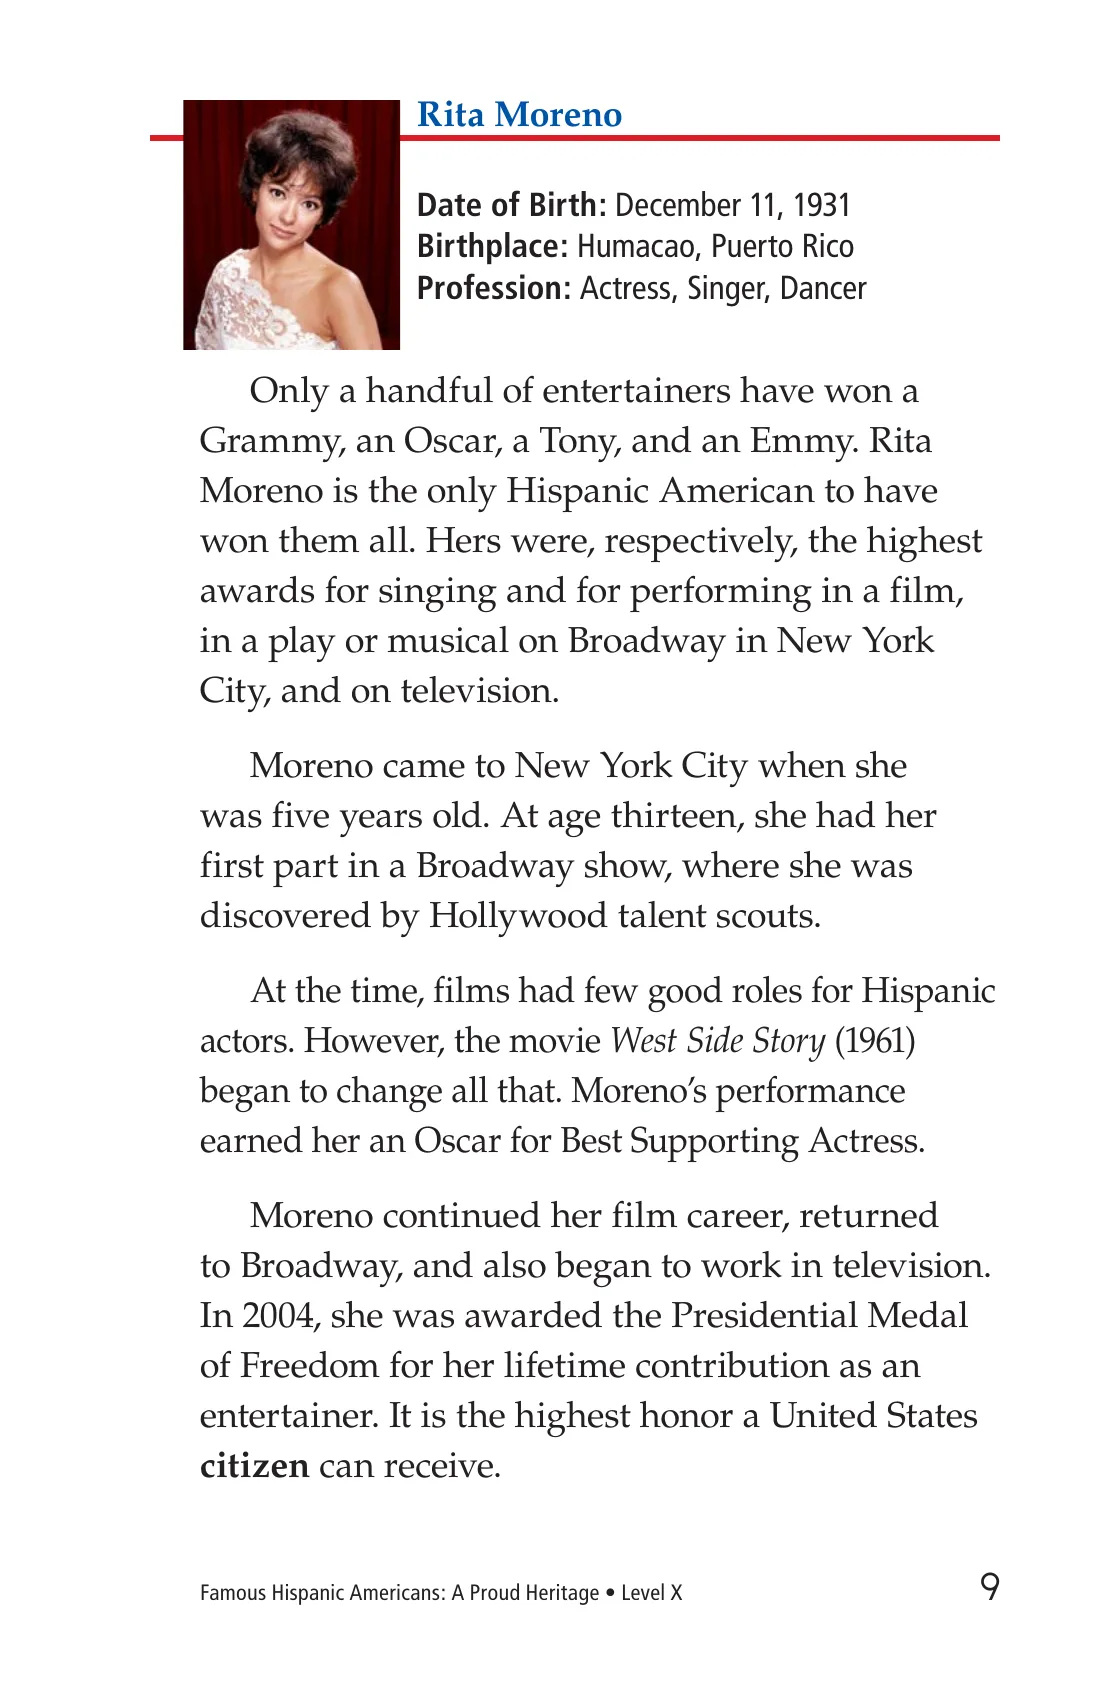 Rita Moreno
Date of Birth: December 11, 1931
Birthplace: Humacao, Puerto Rico
Profession: Actress, Singer, Dancer
Only a handful of entertainers have won a
Grammy, an Oscar, a Tony, and an Emmy. Rita
Moreno is the only Hispanic American to have
won them all. Hers were, respectively, the highest
awards for singing and for performing in a film,
in a play or musical on Broadway in New York
City, and on television.
Moreno came to New York City when she
was five years old. At age thirteen, she had her
first part in a Broadway show, where she was
discovered by Hollywood talent scouts.
At the time, films had few good roles for Hispanic
actors. However, the movie West Side Story (1961)
began to change all that. Moreno’s performance
earned her an Oscar for Best Supporting Actress.
Moreno continued her film career, returned
to Broadway, and also began to work in television.
In 2004, she was awarded the Presidential Medal
of Freedom for her lifetime contribution as an
entertainer. It is the highest honor a United States
citizen can receive.
Famous Hispanic Americans: A Proud Heritage • Level X
9